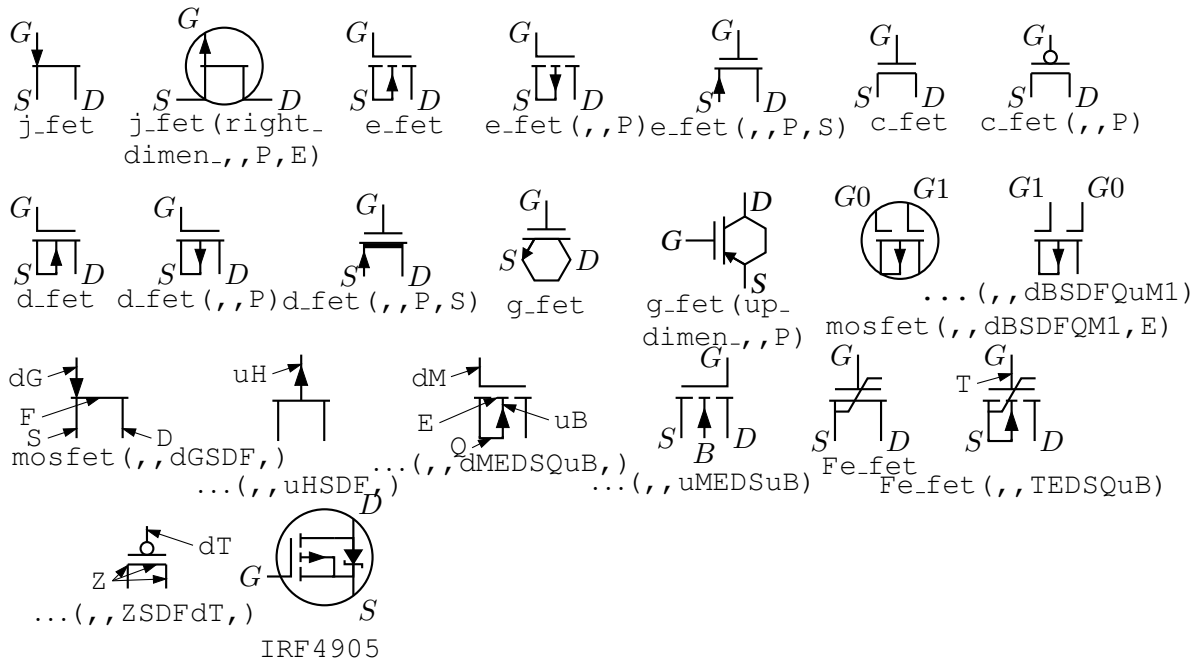 G G G G G G G
S D S D S D S D S D S D S D
j_fet j_fet(right_ e_fet e_fet(,,P) e_fet(,,P,S) c_fet c_fet(,,P)
dimen_,,P,E)
G G G G G D S G0 G1 G1 G0
S D S D S D S D
d_fet d_fet(,,P) d_fet(,,P,S) g_fet g_fet(up_ ...(,,dBSDFQuM1)
dimen_,,P) mosfet(,,dBSDFQM1,E)
dG uH dM G G T G
F E uB
S D Q S B D S D S D
mosfet(,,dGSDF,) ...(,,uHSDF,) ...(,,dMEDSQuB,) ...(,,uMEDSuB) Fe_fet Fe_fet(,,TEDSQuB)
dT D
Z G
...(,,ZSDFdT,) S
IRF4905